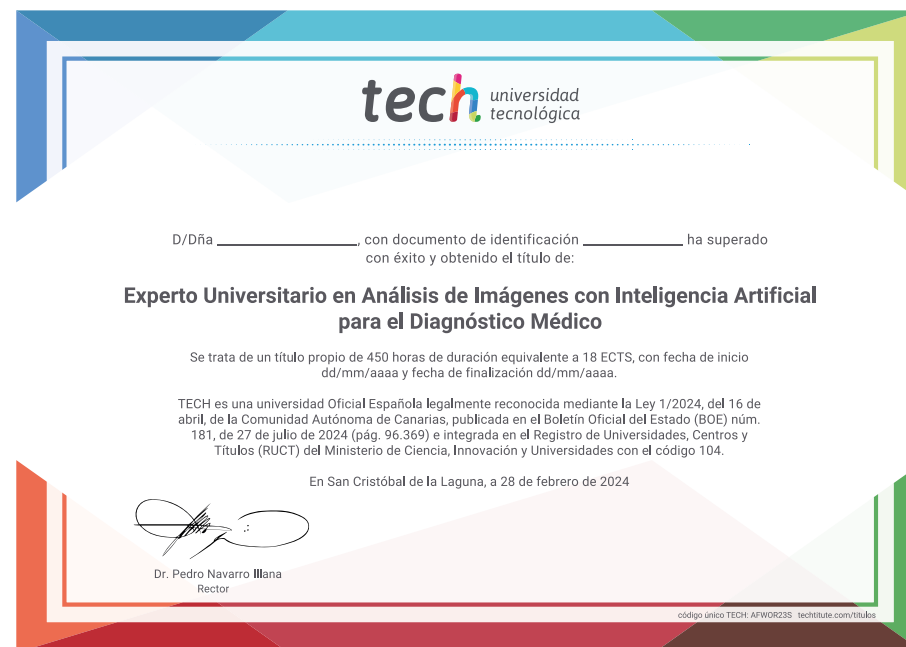 tech universidad
tecnológica
D/Dña ____________________, con documento de identificación ______________ ha superado
con éxito y obtenido el título de:
Experto Universitario en Análisis de Imágenes con Inteligencia Artificial
para el Diagnóstico Médico
Se trata de un título propio de 450 horas de duración equivalente a 18 ECTS, con fecha de inicio
dd/mm/aaaa y fecha de finalización dd/mm/aaaa.
TECH es una universidad Oficial Española legalmente reconocida mediante la Ley 1/2024, del 16 de
abril, de la Comunidad Autónoma de Canarias, publicada en el Boletín Oficial del Estado (BOE) núm.
181, de 27 de julio de 2024 (pág. 96.369) e integrada en el Registro de Universidades, Centros y
Títulos (RUCT) del Ministerio de Ciencia, Innovación y Universidades con el código 104.
En San Cristóbal de la Laguna, a 28 de febrero de 2024
Dr. Pedro Navarro Illana
Rector
código único TECH: AFWOR23S techtitute.com/titulos